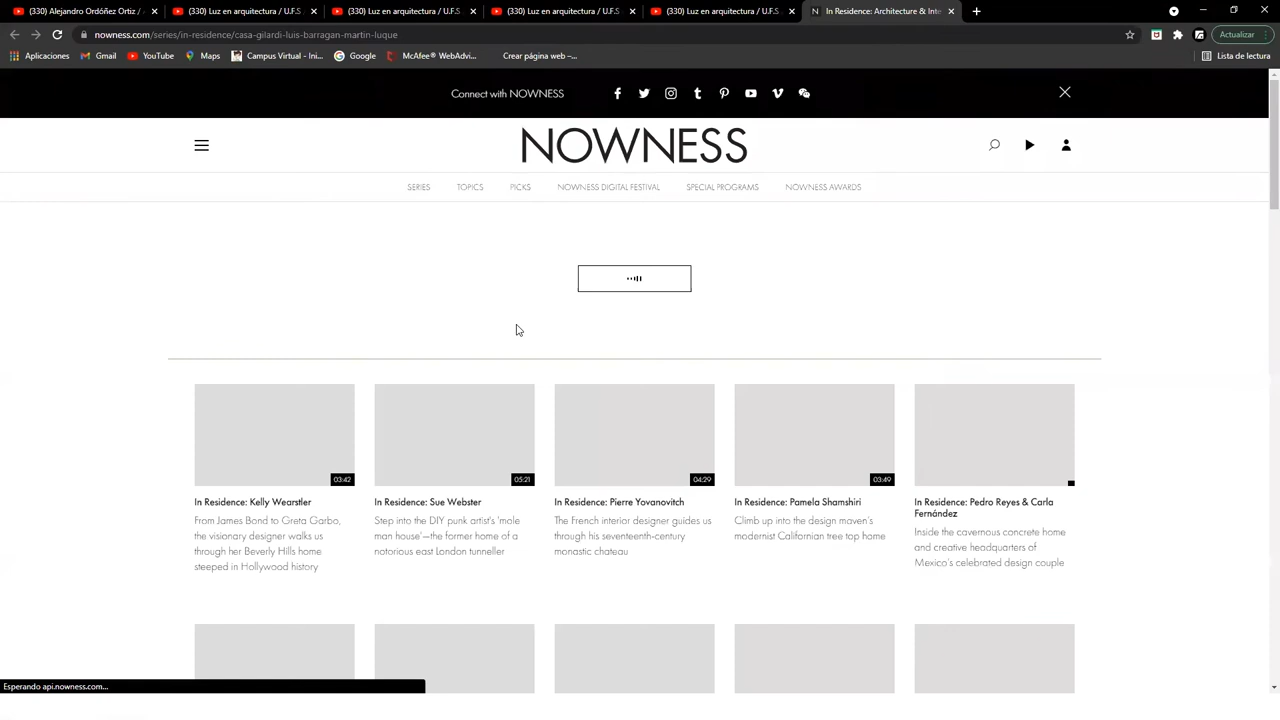 (330) Alejandro Ordóñez Ortiz / (330) Luz en arquitectura / U.F.S. (330) Luz en arquitectura / U.F.S. (330) Luz en arquitectura / U.F.S. (330) Luz en arquitectura / U.F.S. In Residence: Architecture & Inte
nowness.com/series/in-residence/casa-gilardi-luis-barragan-martin-luque Actualizar
Aplicaciones Gmail YouTube Maps Campus Virtual - Ini... Google McAfee® WebAdvi... Crear página web –... Lista de lectura
Connect with NOWNESS
NOWNESS
SERIES TOPICS PICKS NOWNESS DIGITAL FESTIVAL SPECIAL PROGRAMS NOWNESS AWARDS
03:42 05:21 04:29 03:49
In Residence: Kelly Wearstler
From James Bond to Greta Garbo,
the visionary designer walks us
through her Beverly Hills home
steeped in Hollywood history
In Residence: Sue Webster
Step into the DIY punk artist's 'mole
man house'—the former home of a
notorious east London tunneller
In Residence: Pierre Yovanovitch
The French interior designer guides us
through his seventeenth-century
monastic chateau
In Residence: Pamela Shamshiri
Climb up into the design maven's
modernist Californian tree top home
In Residence: Pedro Reyes & Carla
Fernández
Inside the cavernous concrete home
and creative headquarters of
Mexico's celebrated design couple
Esperando api.nowness.com...